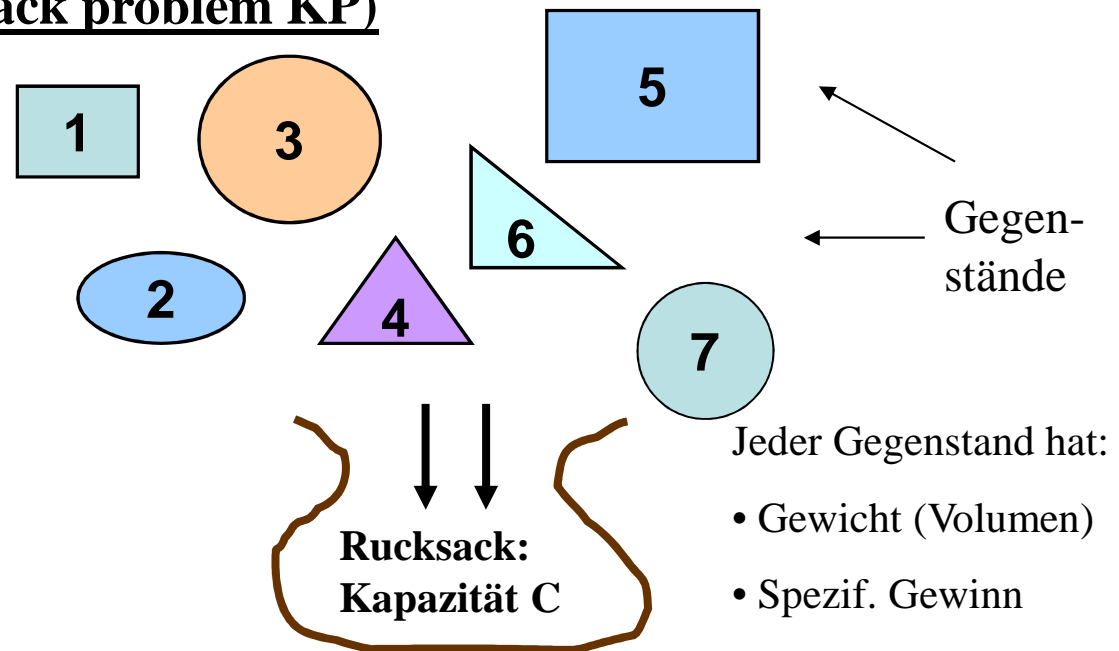 ack problem KP)
5
1
3
6
Gegen-
stände
2
4
7
Jeder Gegenstand hat:
• Gewicht (Volumen)
• Spezif. Gewinn
Rucksack:
Kapazität C